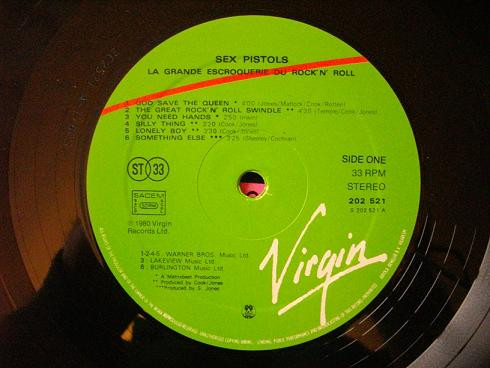 SEX PISTOLS
LA GRANDE ESCROQUERIE DU ROCK'N' ROLL
1 GOD SAVE THE QUEEN * 4'00 (Jones/Matlock/Cook/Rotten)
2 THE GREAT ROCK'N' ROLL SWINDLE ** 4'30 (Temple/Cook/Jones)
3 YOU NEED HANDS * 2'50 (Irwin)
4 SILLY THING ** 3'20 (Cook/Jones)
5 LONELY BOY ** 3'30 (Cook/Jones)
6 SOMETHING ELSE *** 3'25 (Sheeley/Cochran)
SIDE ONE
ST 33
33 RPM
STEREO
SACEM
202 521
S 202 521 A
℗ 1980 Virgin
Records Ltd.
1-2-4-5 : WARNER BROS. Music Ltd.
3 : LAKEVIEW Music Ltd.
6 : BURLINGTON Music Ltd.
* A Matrixbest Production
** Produced by Cook/Jones
***Produced by S. Jones
Virgin